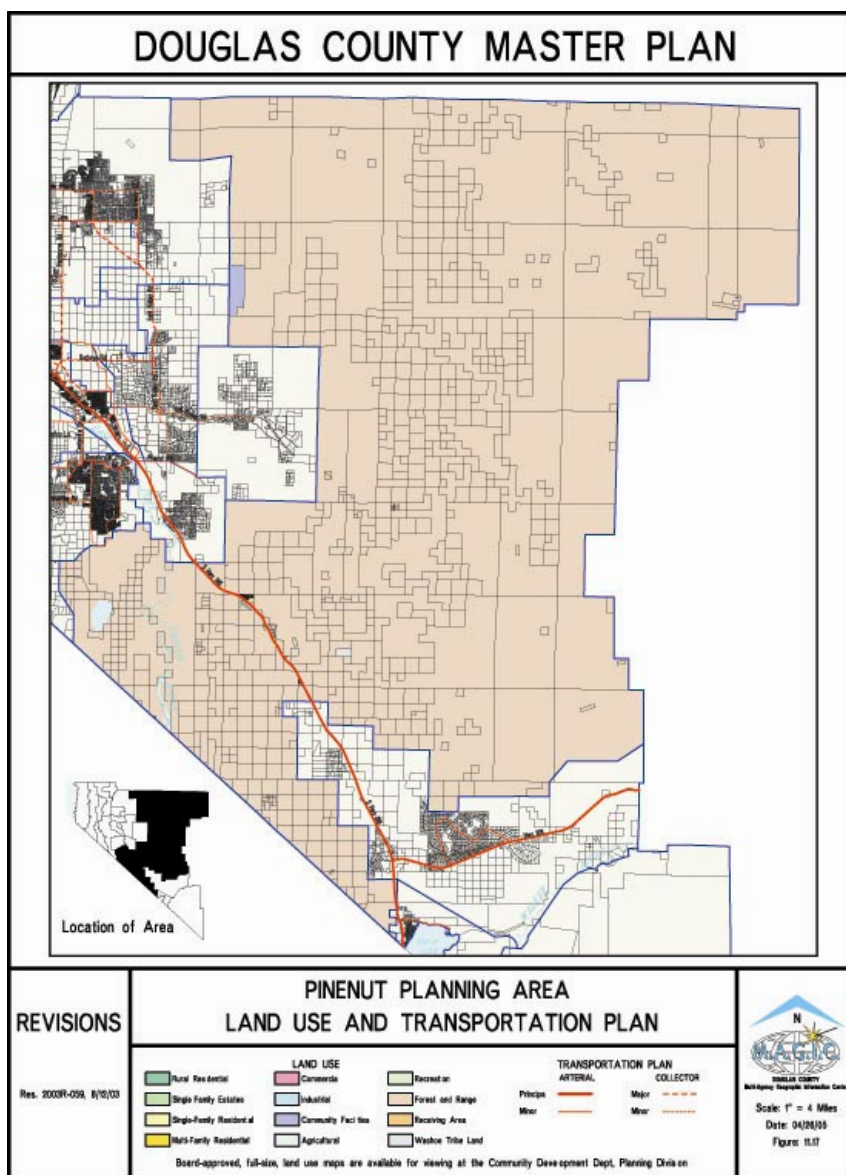 DOUGLAS COUNTY MASTER PLAN
Location of Area
REVISIONS
Res. 2003R-059, 8/12/03
PINENUT PLANNING AREA
LAND USE AND TRANSPORTATION PLAN
LAND USE
Rural Residential
Single Family Estates
Single-Family Residential
Multi-Family Residential
Commercial
Industrial
Community Facilities
Agricultural
Recreation
Forest and Range
Receiving Area
Washoe Tribe Land
TRANSPORTATION PLAN
ARTERIAL
COLLECTOR
Principa
Minor
Major
Minor
Board-approved, full-size, land use maps are available for viewing at the Community Development Dept, Planning Division
N
M.A.G.I.C.
DOUGLAS COUNTY
Multi-Agency Geographic Information Center
Scale: 1" = 4 Miles
Date: 04/26/05
Figure: 11.17